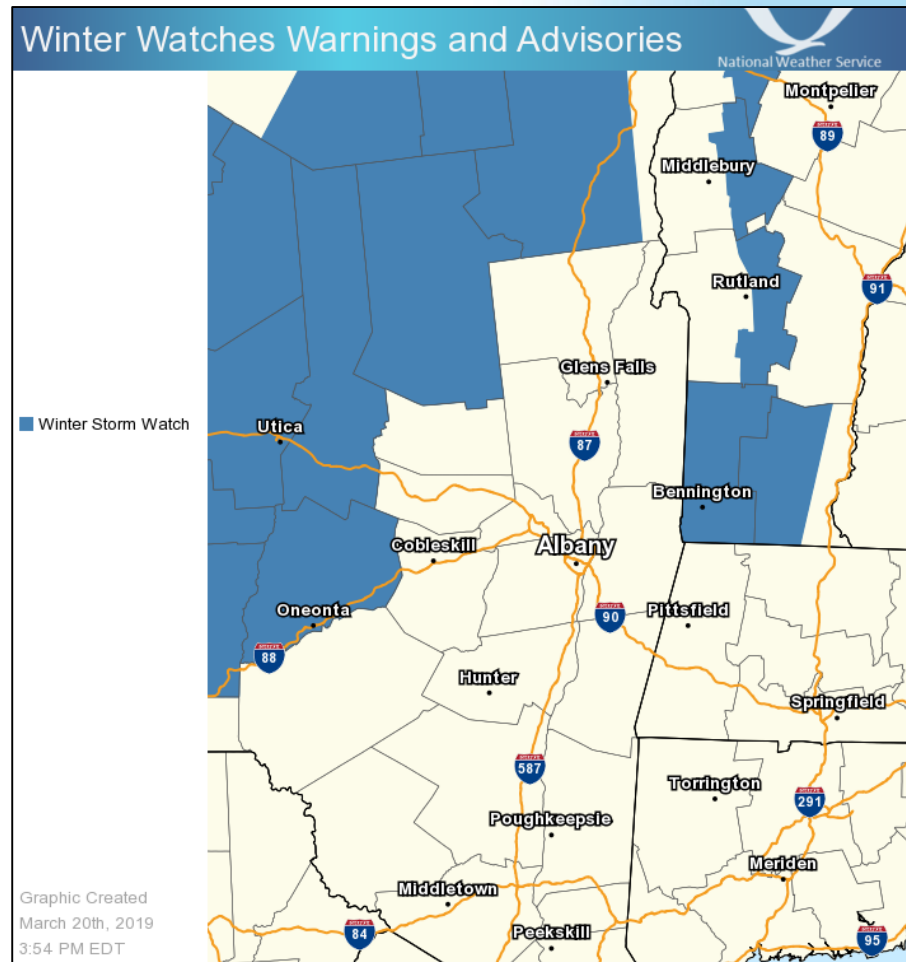 Winter Watches Warnings and Advisories
National Weather Service
Montpelier
89
Middlebury
Rutland
91
Glens Falls
Winter Storm Watch
Utica
87
Bennington
Cobleskill
Albany
Oneonta
90
Pittsfield
88
Hunter
Springfield
587
Torrington
291
Poughkeepsie
Meriden
Middletown
84
Peekskill
95
Graphic Created
March 20th, 2019
3:54 PM EDT